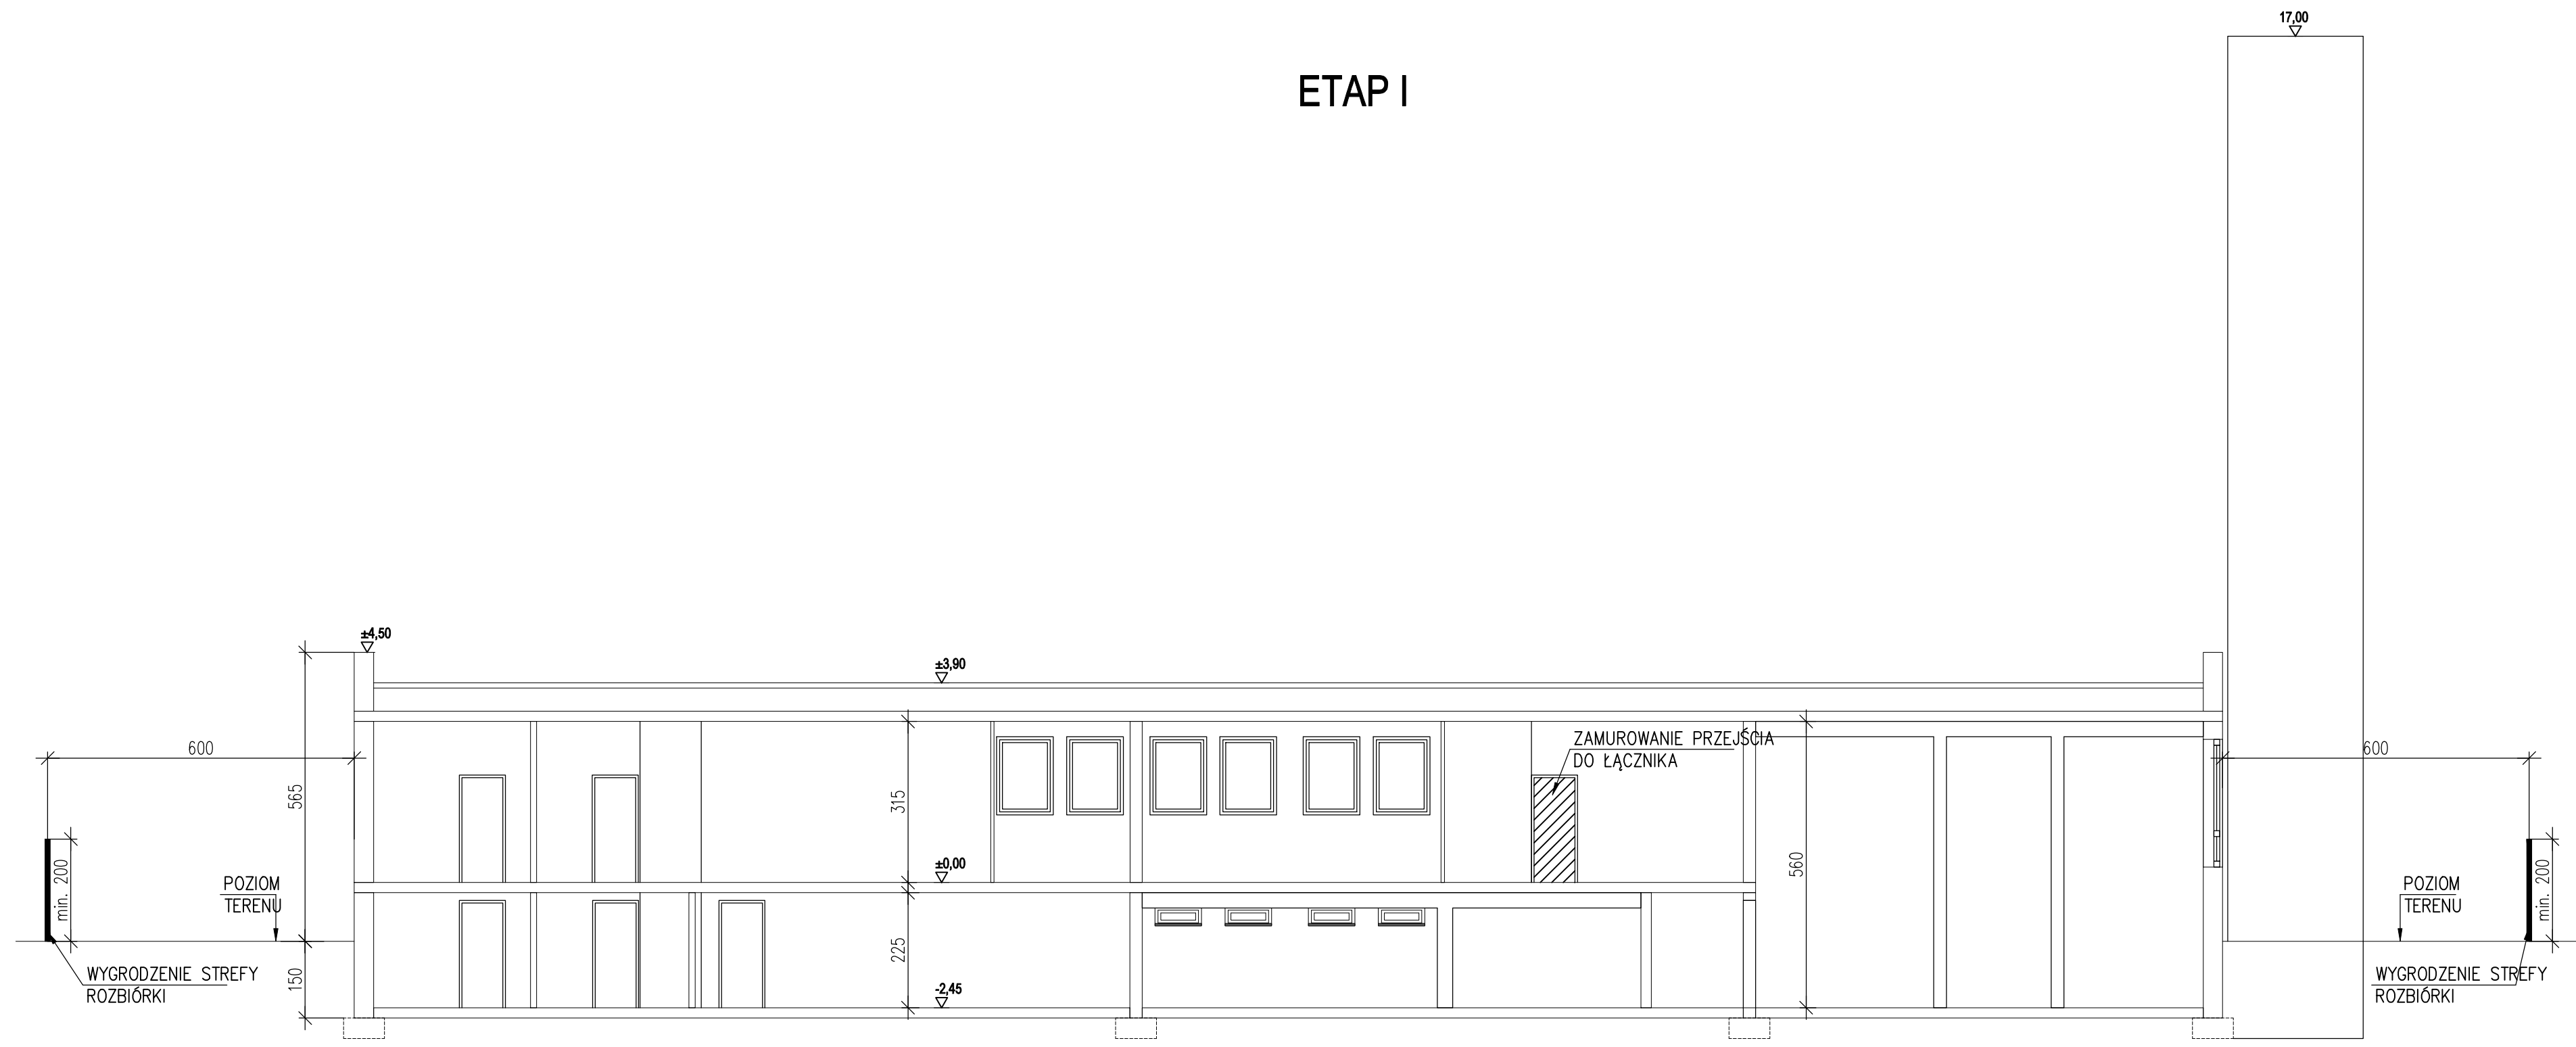 17,00
ETAP I
±4,50
±3,90
600
ZAMUROWANIE PRZEJŚCIA
DO ŁĄCZNIKA
600
565
315
560
±0,00
min. 200
POZIOM
TERENU
POZIOM
TERENU
min. 200
225
150
WYGRODZENIE STREFY
ROZBIÓRKI
-2,45
WYGRODZENIE STREFY
ROZBIÓRKI